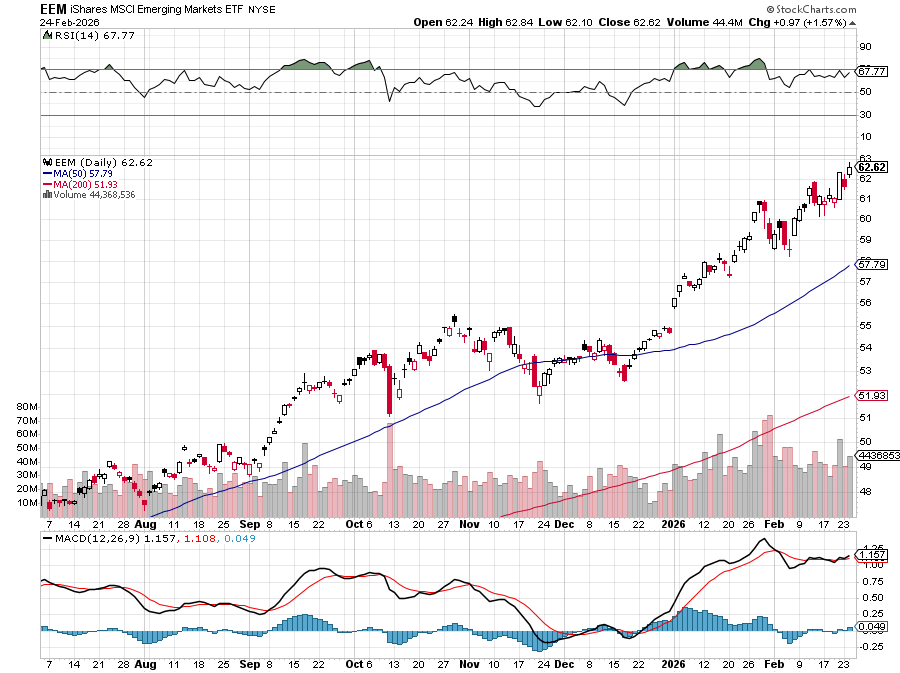 EEM iShares MSCI Emerging Markets ETF NYSE
© StockCharts.com
24-Feb-2026
Open 62.24 High 62.84 Low 62.10 Close 62.62 Volume 44.4M Chg +0.97 (+1.57%)
RSI(14) 67.77
90
67.77
50
30
10
EEM (Daily) 62.62
MA(50) 57.79
MA(200) 51.93
Volume 44,368,536
63
62.62
62
61
60
59
57.79
57
56
55
54
53
51.93
51
50
4436853
49
48
80M
70M
60M
50M
40M
30M
20M
10M
7 14 21 28 Aug 11 18 25 Sep 8 15 22 Oct 6 13 20 27 Nov 10 17 24 Dec 8 15 22 2026 12 20 26 Feb 9 17 23
MACD(12,26,9) 1.157, 1.108, 0.049
1.157
1.00
0.75
0.50
0.25
0.049
-0.25
7 14 21 28 Aug 11 18 25 Sep 8 15 22 Oct 6 13 20 27 Nov 10 17 24 Dec 8 15 22 2026 12 20 26 Feb 9 17 23